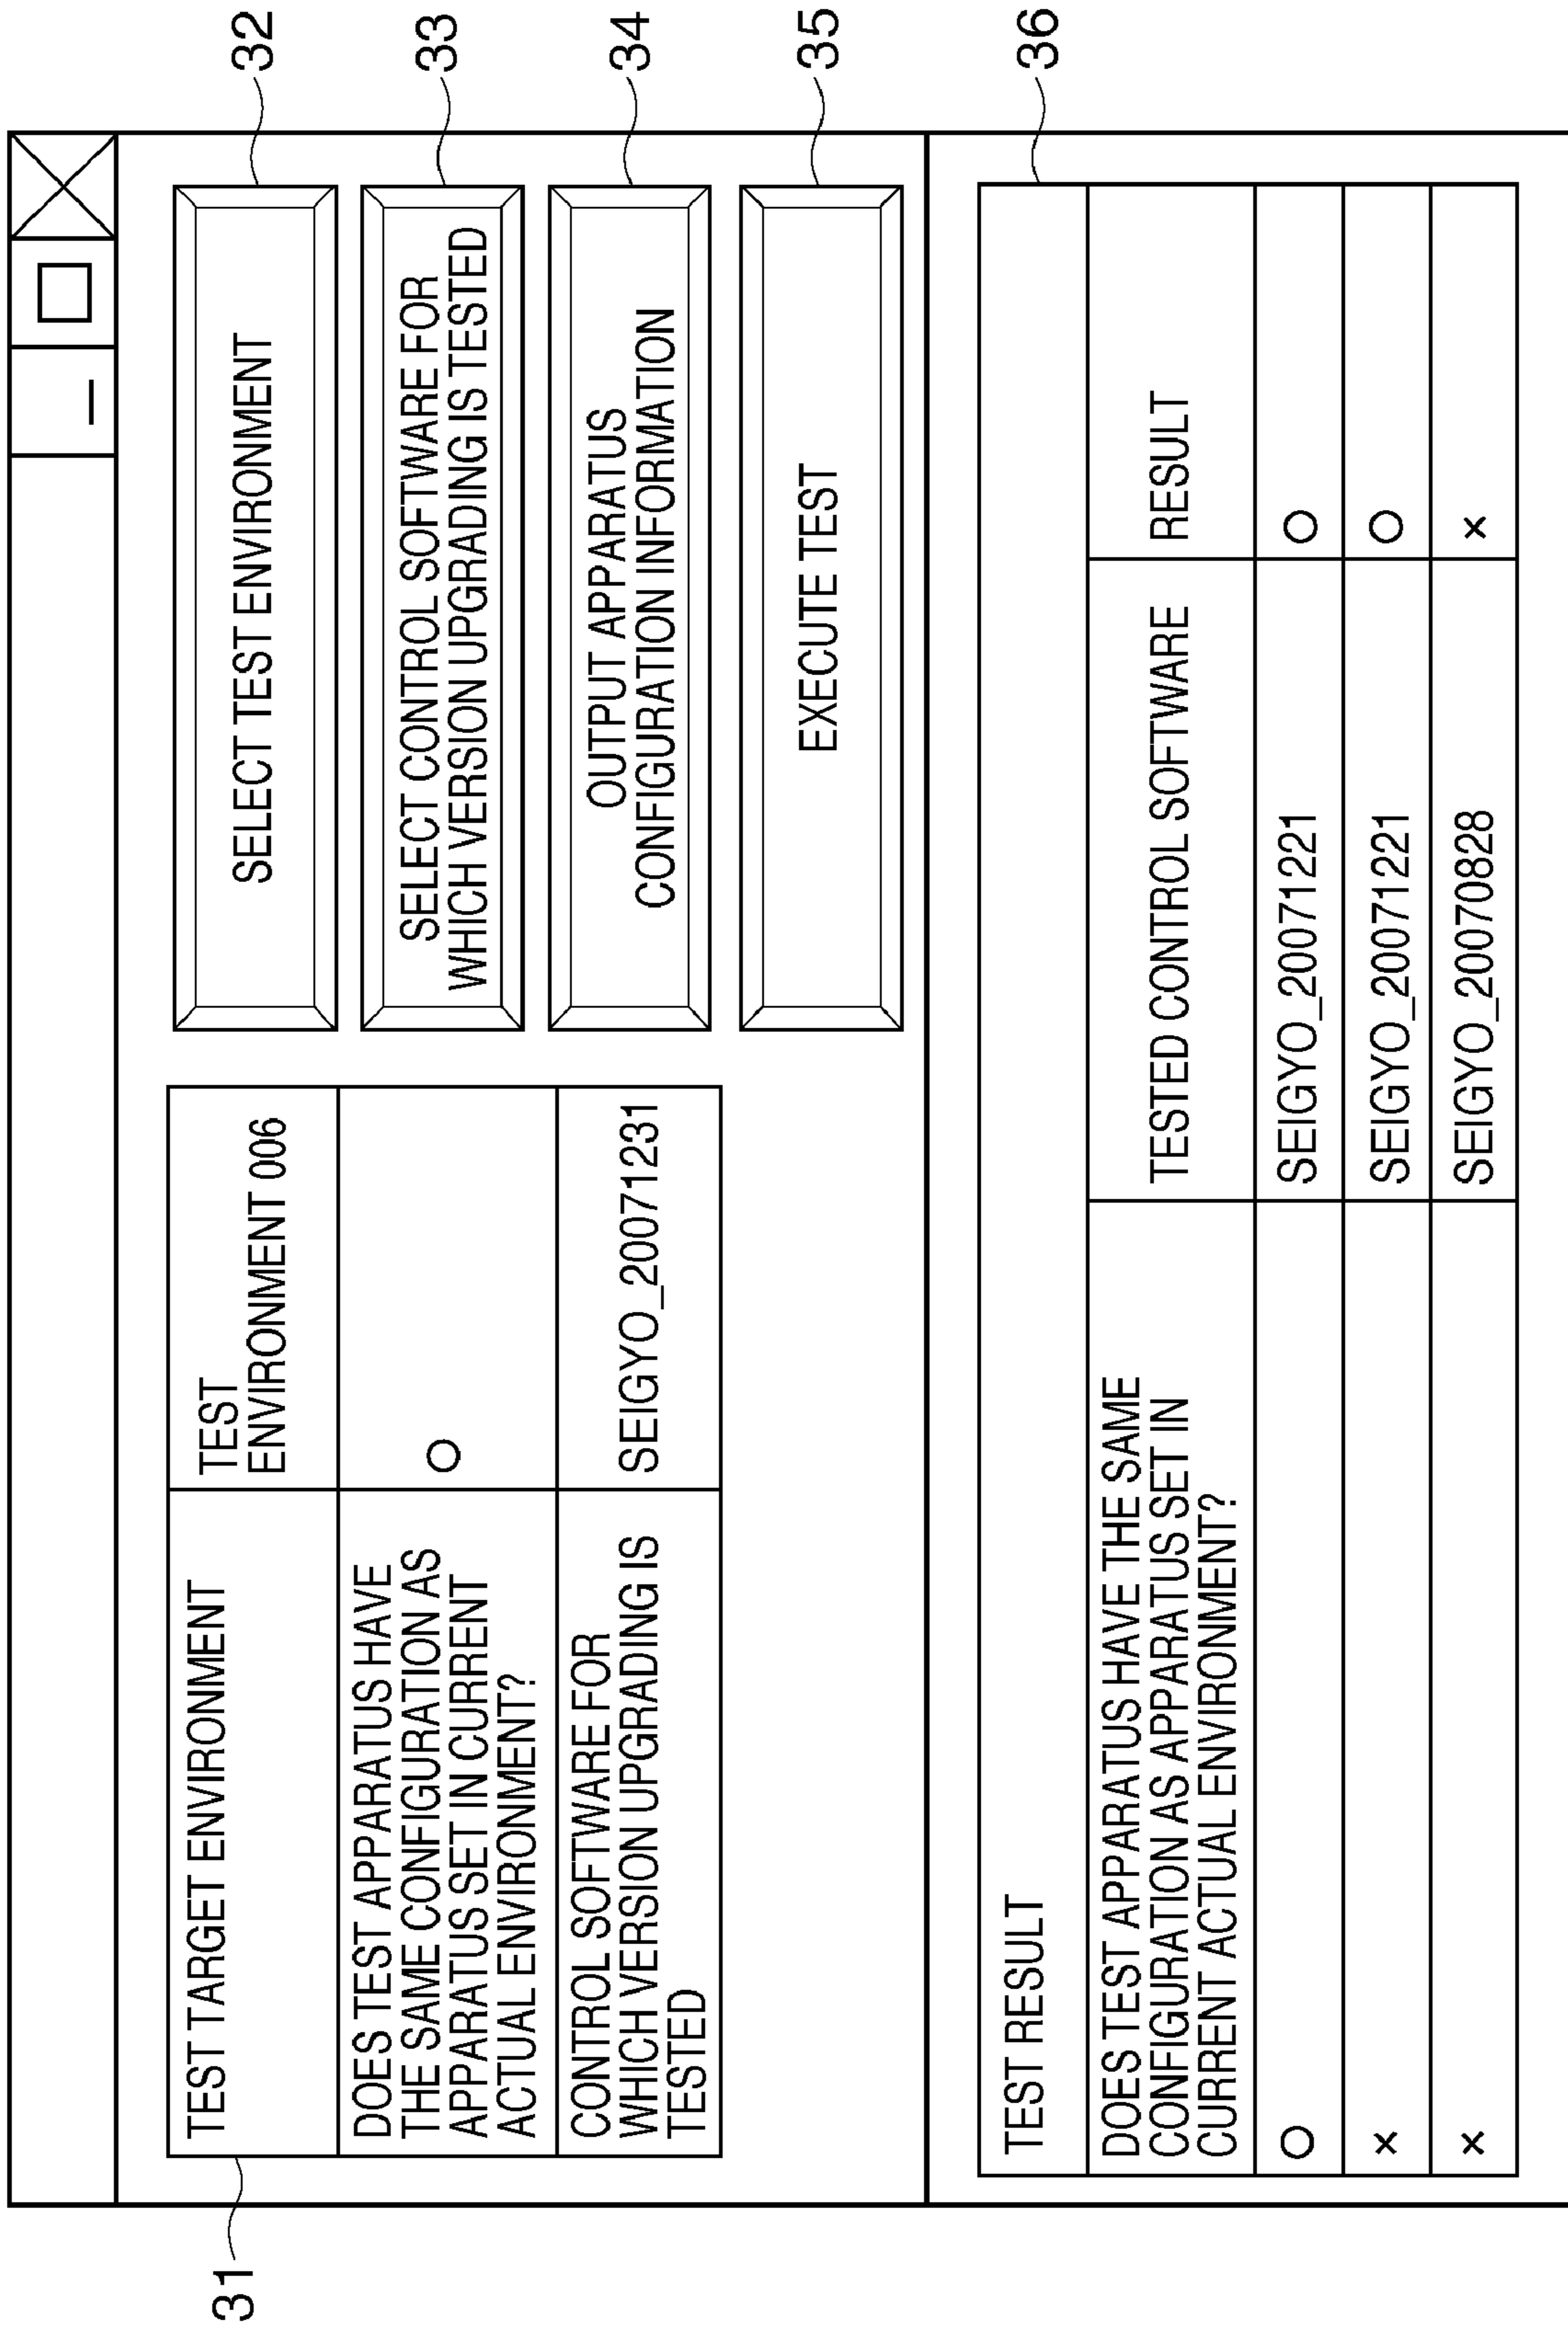 31
TEST TARGET ENVIRONMENT
TEST
ENVIRONMENT 006
DOES TEST APPARATUS HAVE
THE SAME CONFIGURATION AS
APPARATUS SET IN CURRENT
ACTUAL ENVIRONMENT?
○
CONTROL SOFTWARE FOR
WHICH VERSION UPGRADING IS
TESTED
SEIGYO_20071231
SELECT TEST ENVIRONMENT
32
SELECT CONTROL SOFTWARE FOR
WHICH VERSION UPGRADING IS TESTED
33
OUTPUT APPARATUS
CONFIGURATION INFORMATION
34
EXECUTE TEST
35
36
TEST RESULT
DOES TEST APPARATUS HAVE THE SAME
CONFIGURATION AS APPARATUS SET IN
CURRENT ACTUAL ENVIRONMENT?
TESTED CONTROL SOFTWARE
RESULT
○ SEIGYO_20071221 ○
× SEIGYO_20071221 ○
× SEIGYO_20070828 ×